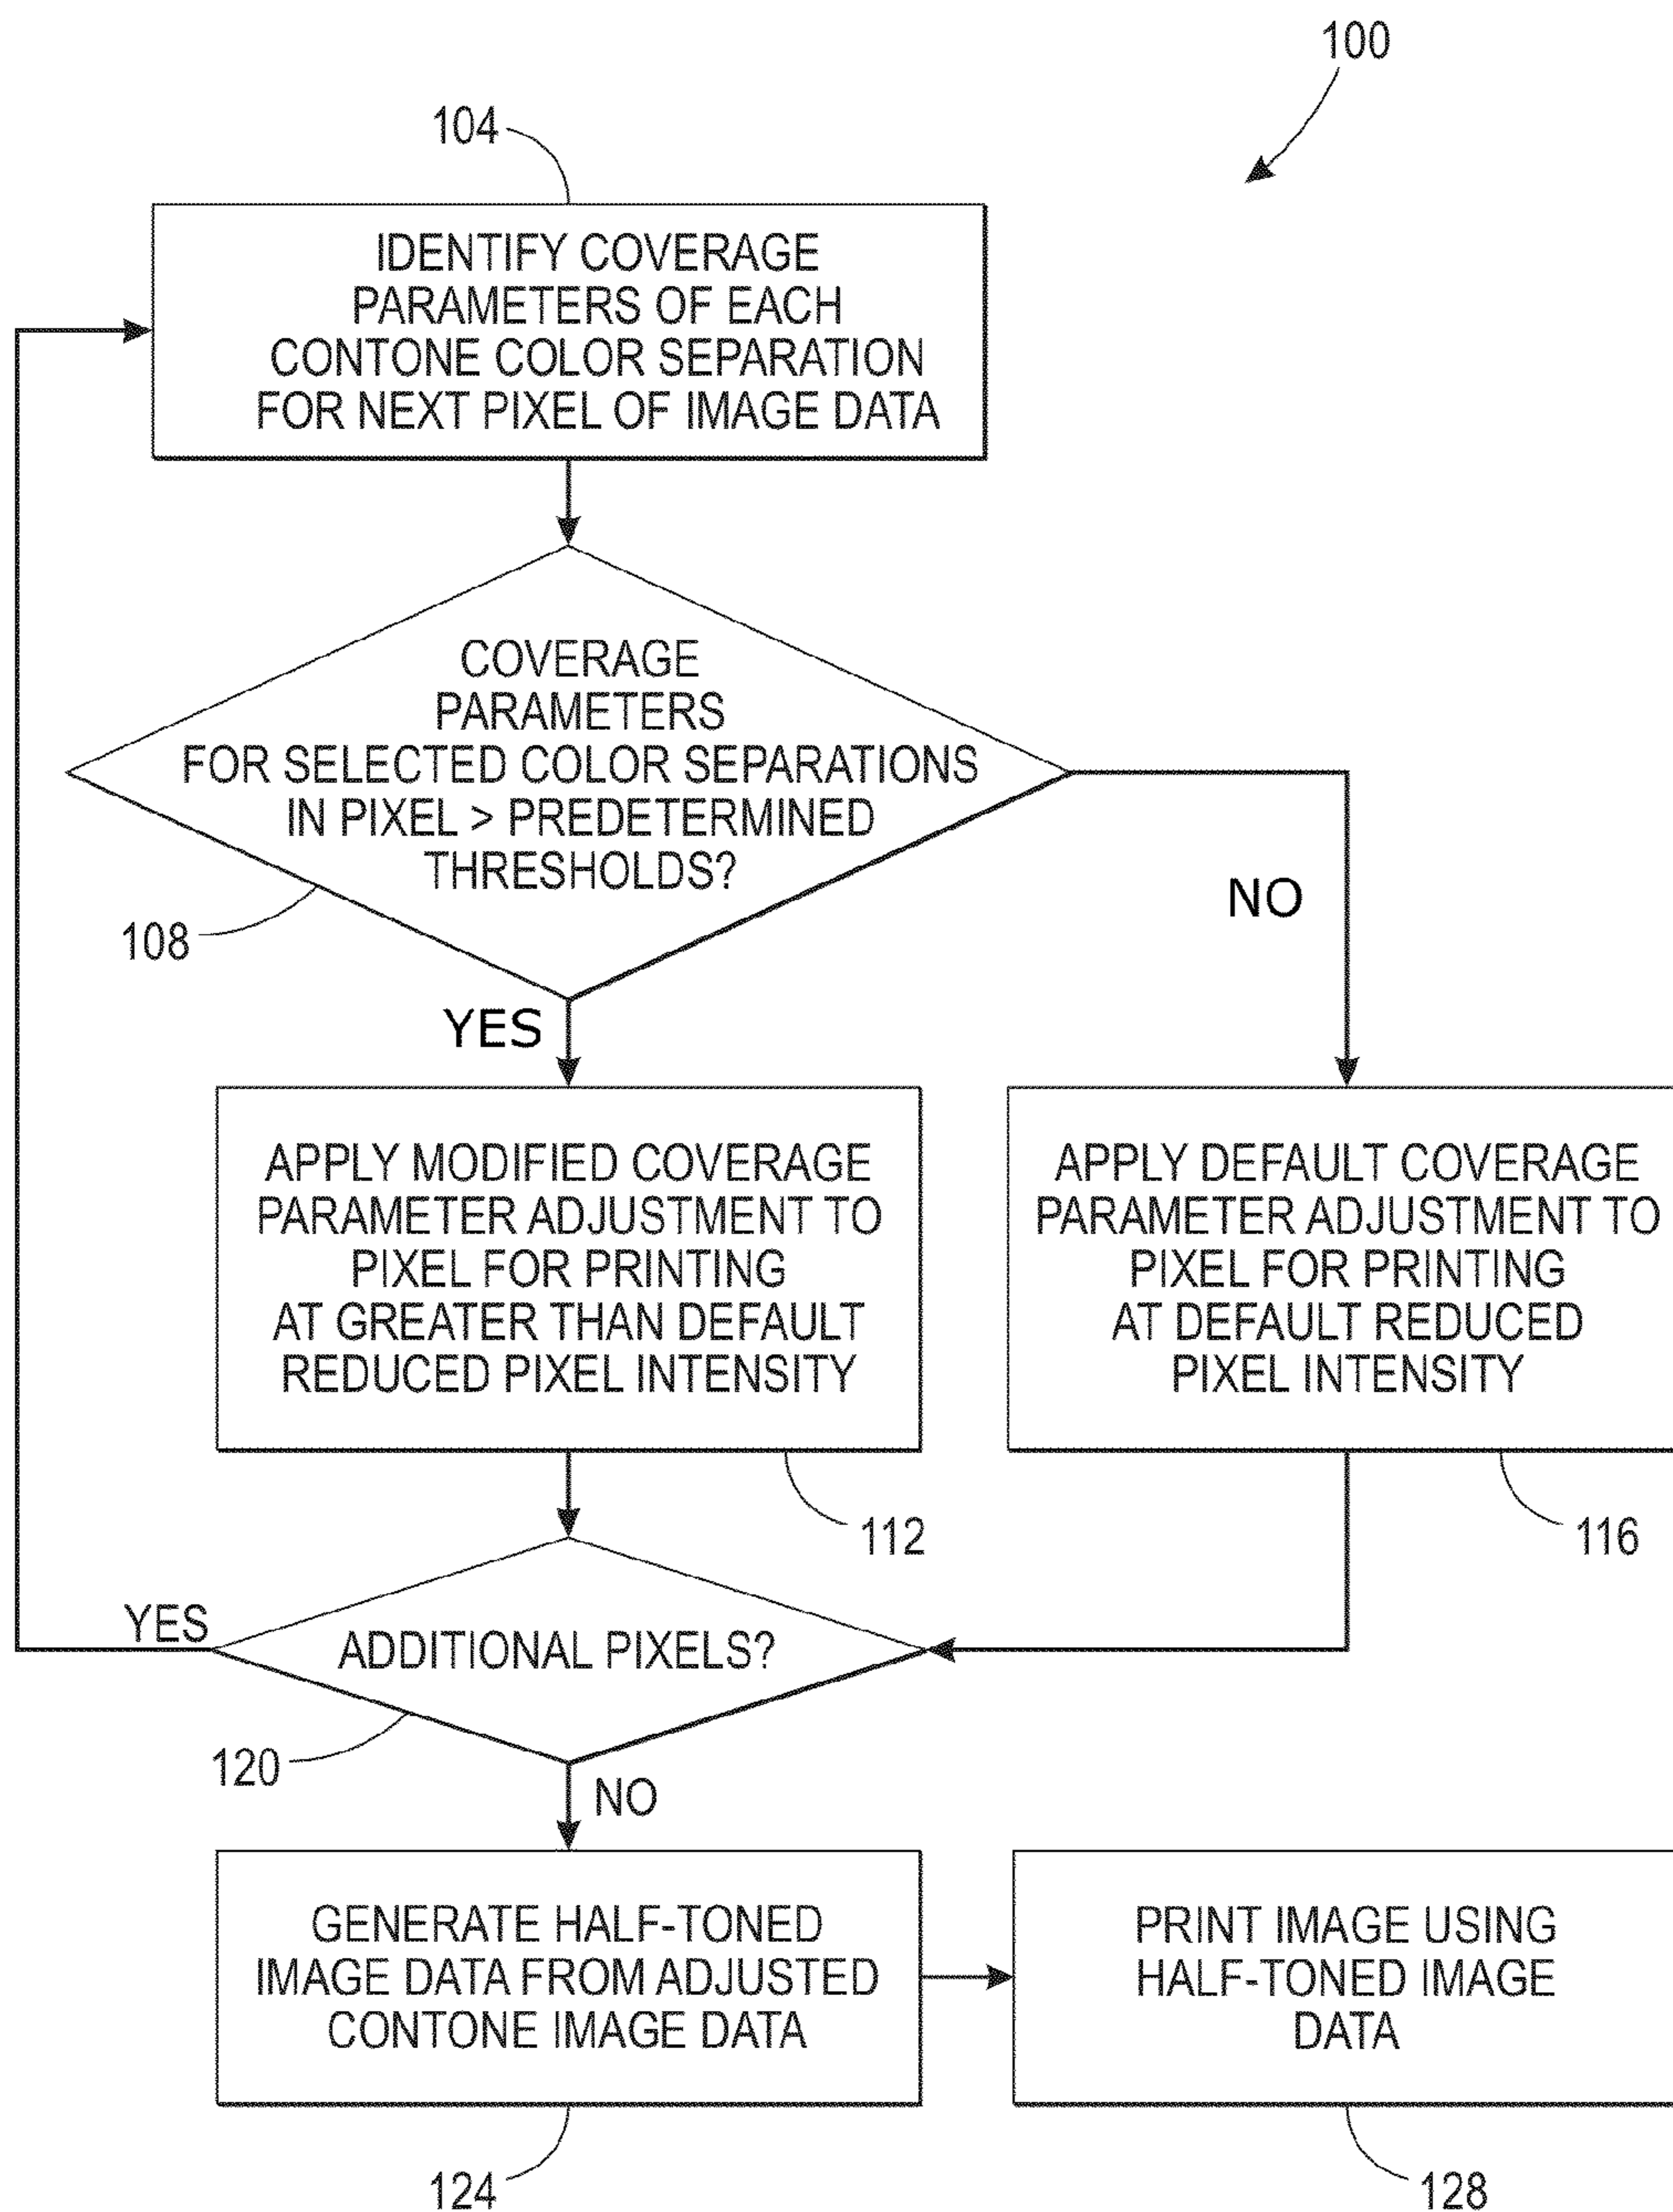 100
104
IDENTIFY COVERAGE
PARAMETERS OF EACH
CONTONE COLOR SEPARATION
FOR NEXT PIXEL OF IMAGE DATA
COVERAGE
PARAMETERS
FOR SELECTED COLOR SEPARATIONS
IN PIXEL > PREDETERMINED
THRESHOLDS?
108
NO
YES
APPLY MODIFIED COVERAGE
PARAMETER ADJUSTMENT TO
PIXEL FOR PRINTING
AT GREATER THAN DEFAULT
REDUCED PIXEL INTENSITY
112
APPLY DEFAULT COVERAGE
PARAMETER ADJUSTMENT TO
PIXEL FOR PRINTING
AT DEFAULT REDUCED
PIXEL INTENSITY
116
YES
ADDITIONAL PIXELS?
120
NO
GENERATE HALF-TONED
IMAGE DATA FROM ADJUSTED
CONTONE IMAGE DATA
124
PRINT IMAGE USING
HALF-TONED IMAGE
DATA
128